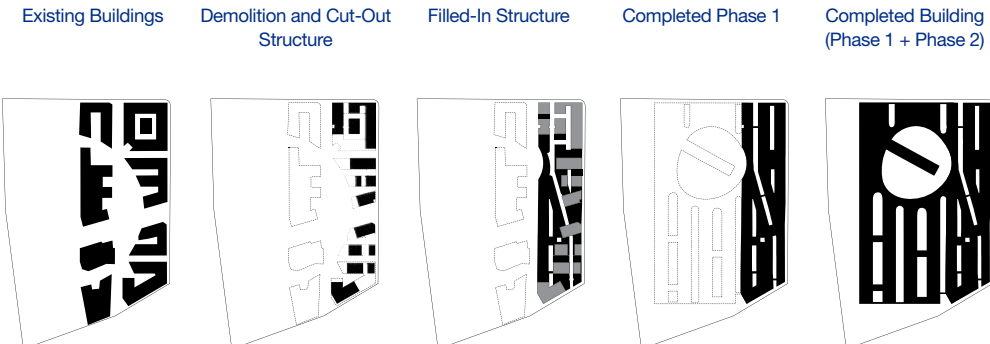 Existing Buildings
Demolition and Cut-Out
Structure
Filled-In Structure
Completed Phase 1
Completed Building
(Phase 1 + Phase 2)